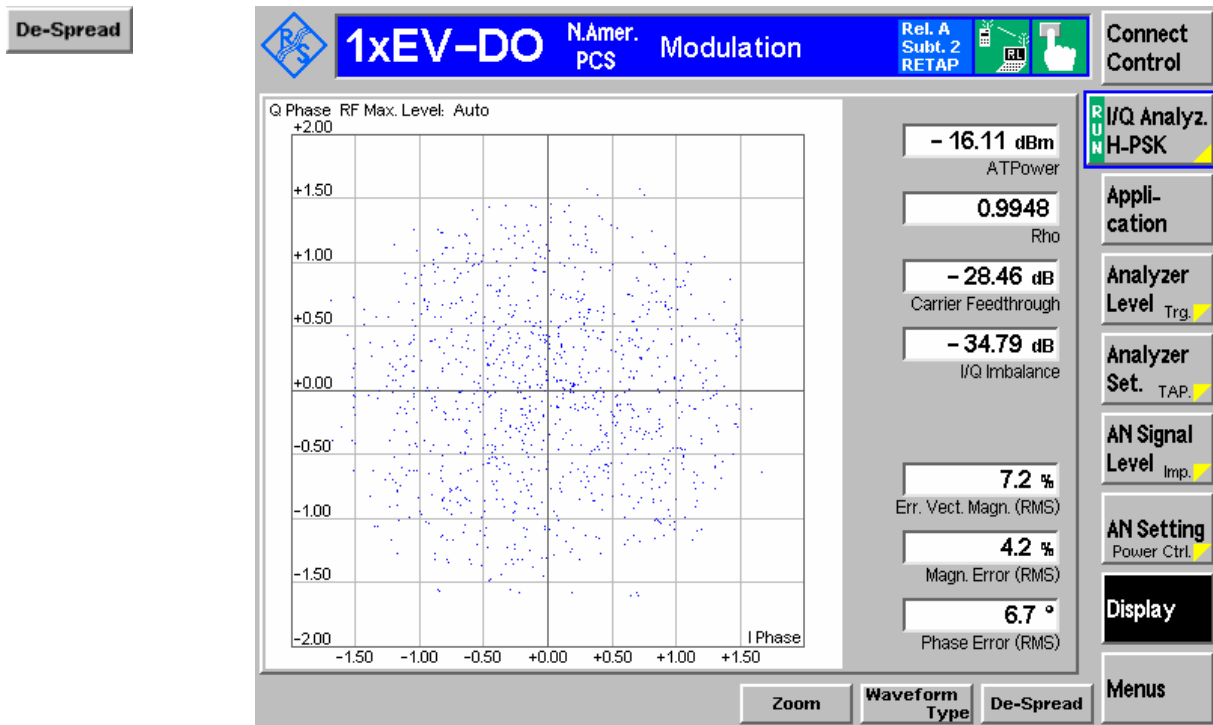 De-Spread
R&S
1xEV–DO
N.Amer.
PCS
Modulation
Rel. A
Subt. 2
RETAP
RL
Connect
Control
Q Phase RF Max. Level: Auto
+2.00
+1.50
+1.00
+0.50
+0.00
-0.50
-1.00
-1.50
-2.00
I Phase
-1.50 -1.00 -0.50 +0.00 +0.50 +1.00 +1.50
– 16.11 dBm
ATPower
0.9948
Rho
– 28.46 dB
Carrier Feedthrough
– 34.79 dB
I/Q Imbalance
7.2 %
Err. Vect. Magn. (RMS)
4.2 %
Magn. Error (RMS)
6.7 °
Phase Error (RMS)
RUN
I/Q Analyz.
H-PSK
Appli-
cation
Analyzer
Level Trg.
Analyzer
Set. TAP.
AN Signal
Level Imp.
AN Setting
Power Ctrl.
Display
Menus
Zoom
Waveform
Type
De-Spread